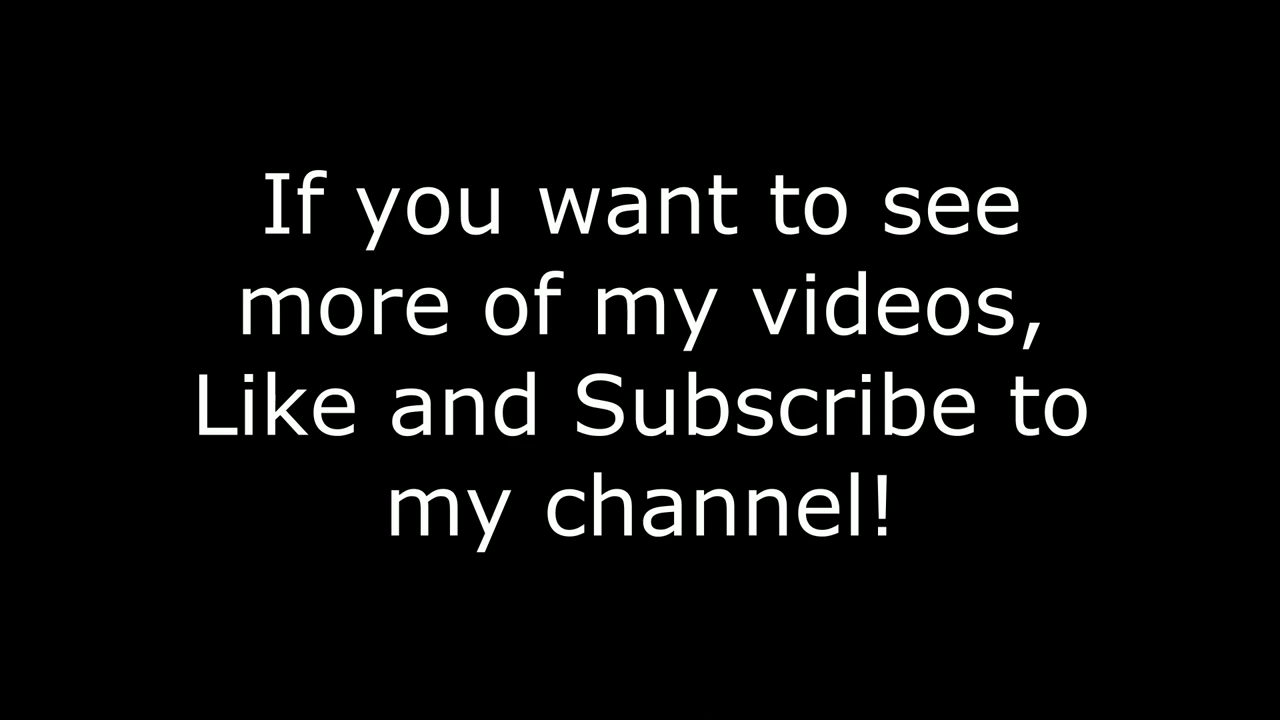 If you want to see
more of my videos,
Like and Subscribe to
my channel!